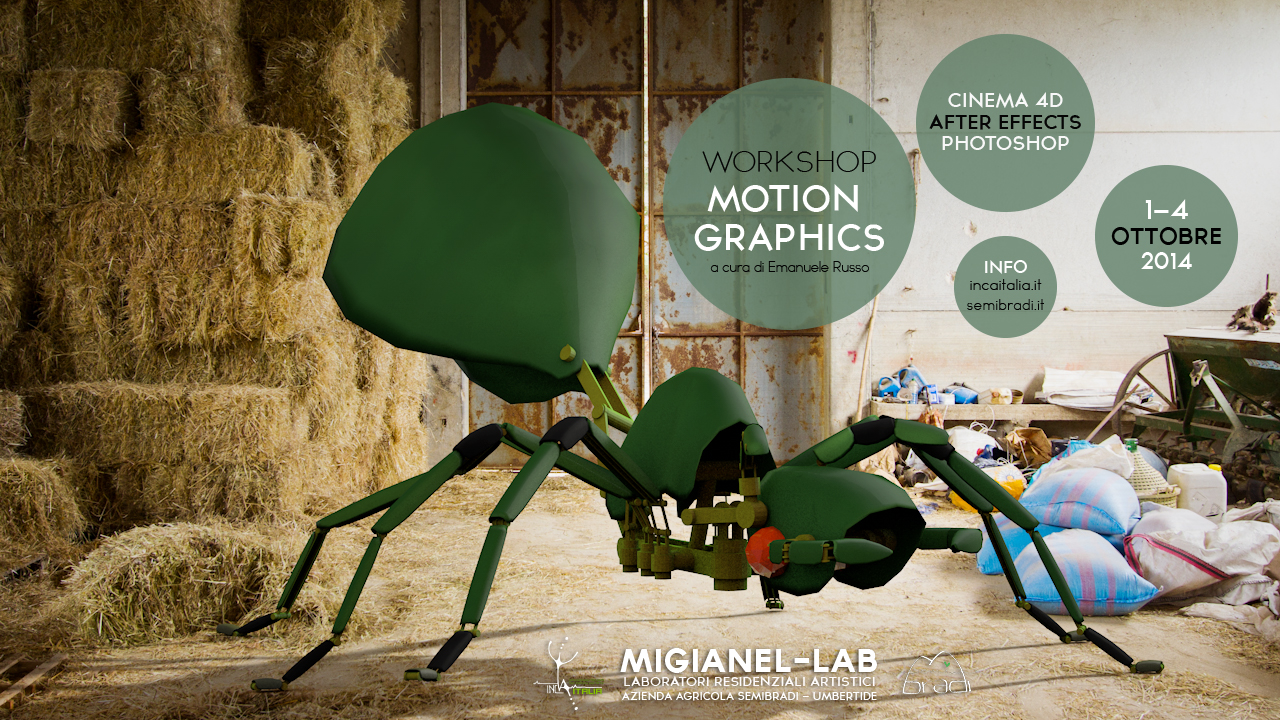 WORKSHOP
MOTION
GRAPHICS
a cura di Emanuele Russo
CINEMA 4D
AFTER EFFECTS
PHOTOSHOP
1–4
OTTOBRE
2014
INFO
incaitalia.it
semibradi.it
INCAITALIA
MIGIANEL-LAB
LABORATORI RESIDENZIALI ARTISTICI
AZIENDA AGRICOLA SEMIBRADI – UMBERTIDE